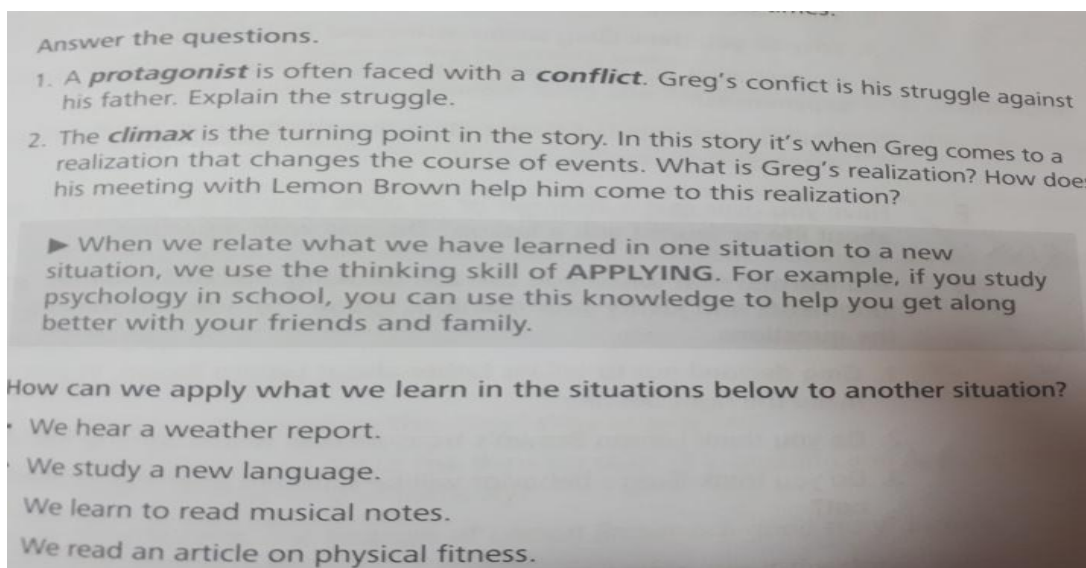 Answer the questions.
1. A protagonist is often faced with a conflict. Greg's confict is his struggle against
his father. Explain the struggle.
2. The climax is the turning point in the story. In this story it's when Greg comes to a
realization that changes the course of events. What is Greg's realization? How does
his meeting with Lemon Brown help him come to this realization?
▶ When we relate what we have learned in one situation to a new
situation, we use the thinking skill of APPLYING. For example, if you study
psychology in school, you can use this knowledge to help you get along
better with your friends and family.
How can we apply what we learn in the situations below to another situation?
• We hear a weather report.
• We study a new language.
We learn to read musical notes.
We read an article on physical fitness.